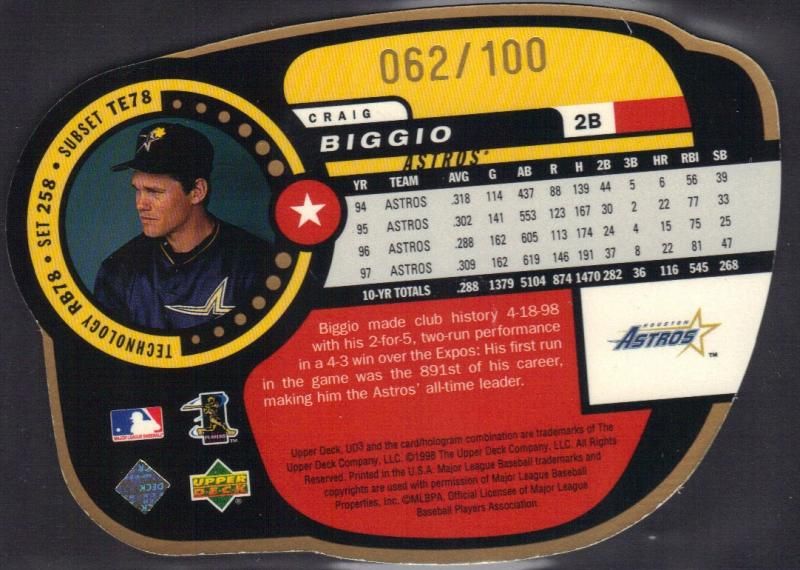 062/100
CRAIG
BIGGIO 2B
ASTROS
TECHNOLOGY RB78 • SET 258 • SUBSET TE78
YR TEAM AVG G AB R H 2B 3B HR RBI SB
94 ASTROS .318 114 437 88 139 44 5 6 56 39
95 ASTROS .302 141 553 123 167 30 2 22 77 33
96 ASTROS .288 162 605 113 174 24 4 15 75 25
97 ASTROS .309 162 619 146 191 37 8 22 81 47
10-YR TOTALS .288 1379 5104 874 1470 282 36 116 545 268
Biggio made club history 4-18-98
with his 2-for-5, two-run performance
in a 4-3 win over the Expos: His first run
in the game was the 891st of his career,
making him the Astros' all-time leader.
HOUSTON
ASTROS™
MAJOR LEAGUE BASEBALL
PLAYERS
UPPER
DECK
DECK
Upper Deck, UD3 and the card/hologram combination are trademarks of The
Upper Deck Company, LLC. ©1998 The Upper Deck Company, LLC. All Rights
Reserved. Printed in the U.S.A. Major League Baseball trademarks and
copyrights are used with permission of Major League Baseball
Properties, Inc. ©MLBPA, Official Licensee of Major League
Baseball Players Association.